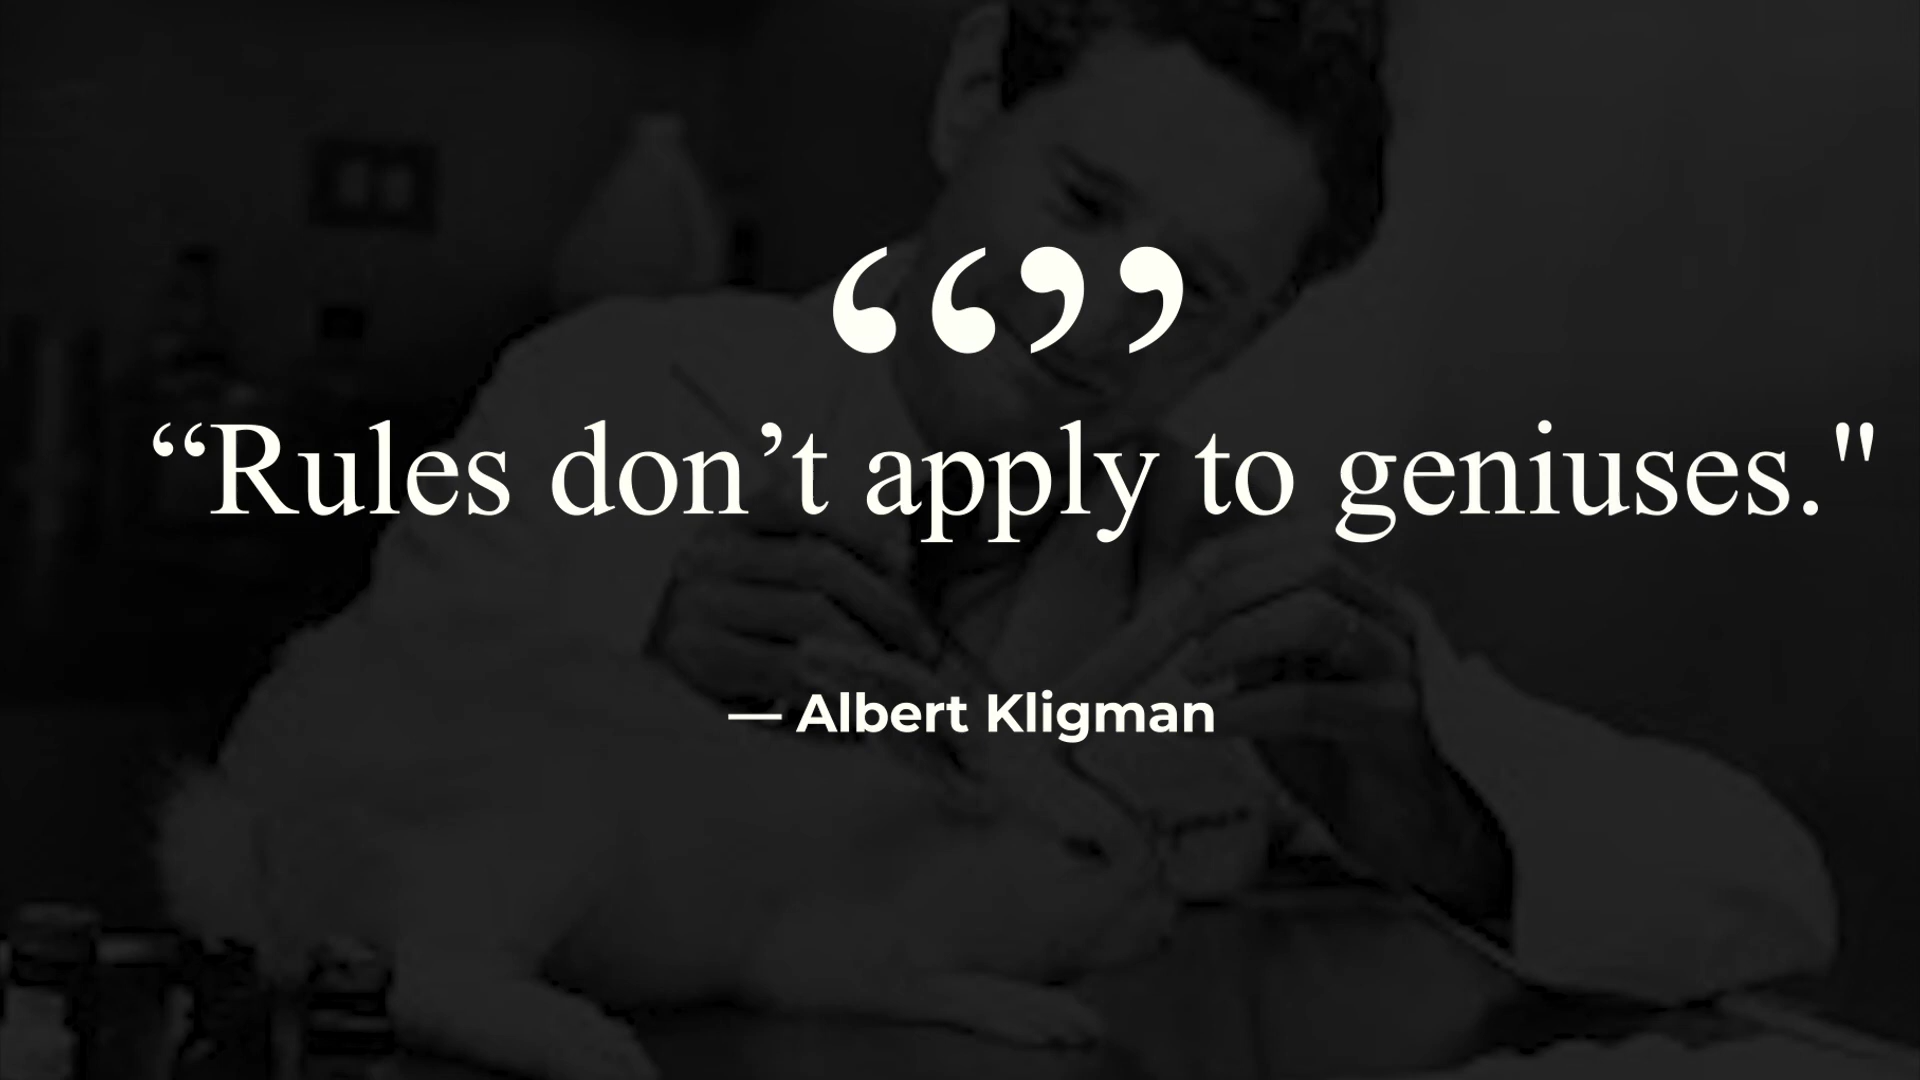 “”
“Rules don’t apply to geniuses."
— Albert Kligman